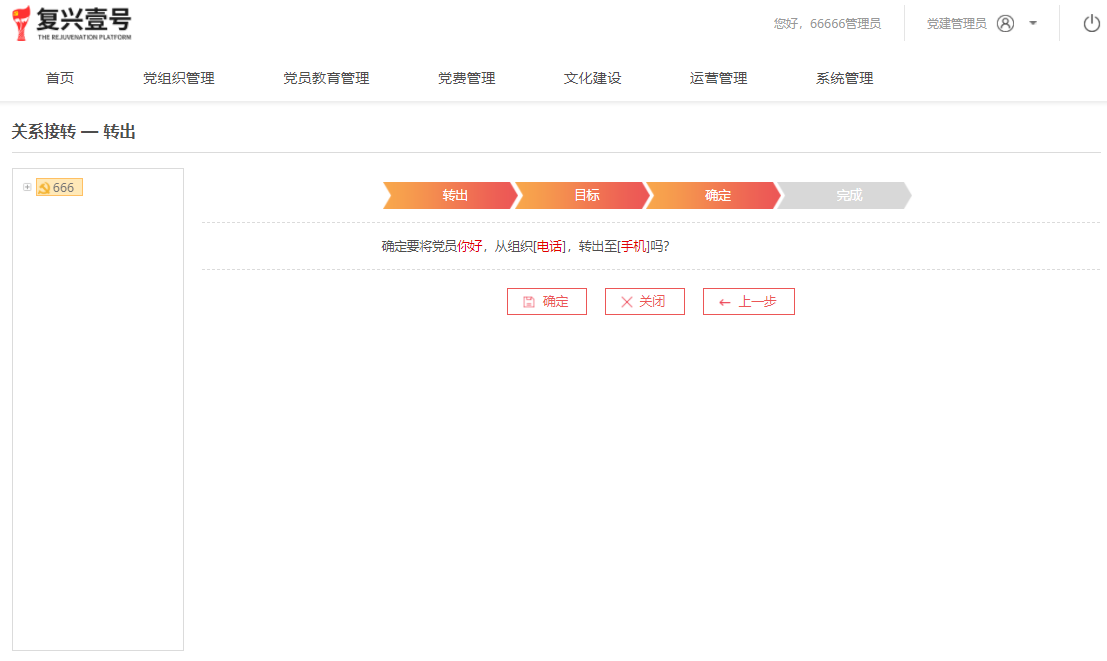 复兴壹号
THE REJUVENATION PLATFORM
您好，66666管理员
党建管理员
首页 党组织管理 党员教育管理 党费管理 文化建设 运营管理 系统管理
关系接转 — 转出
666
转出 目标 确定 完成
确定要将党员你好，从组织[电话]，转出至[手机]吗?
确定 关闭 上一步